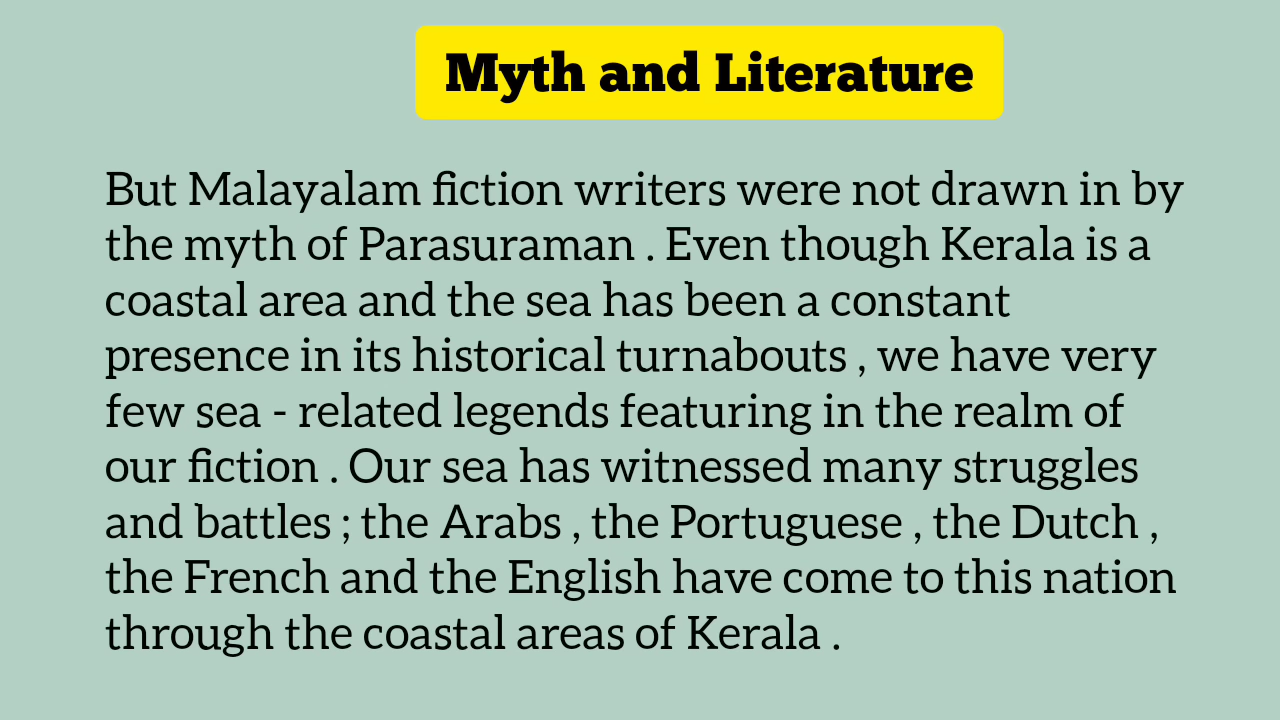 Myth and Literature
But Malayalam fiction writers were not drawn in by
the myth of Parasuraman . Even though Kerala is a
coastal area and the sea has been a constant
presence in its historical turnabouts , we have very
few sea - related legends featuring in the realm of
our fiction . Our sea has witnessed many struggles
and battles ; the Arabs , the Portuguese , the Dutch ,
the French and the English have come to this nation
through the coastal areas of Kerala .